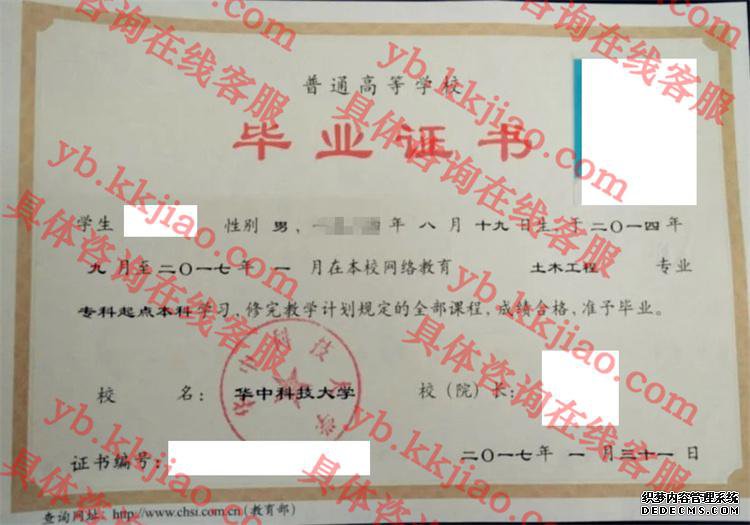 普通高等学校
毕业证书
学生 性别 男, 一 年 八 月 十九 日生, 于 二〇一四 年
九 月至 二〇一七 年 一 月在本校网络教育 土木工程 专业
专科起点本科 学习, 修完教学计划规定的全部课程, 成绩合格, 准予毕业。
校 名: 华中科技大学 校(院)长:
证书编号: 二〇一七年 一 月三十一日
查询网址: http://www.chsi.com.cn (教育部)
yb.kkjiao.com
具体咨询在线客服
织梦内容管理系统
DEDECMS.COM